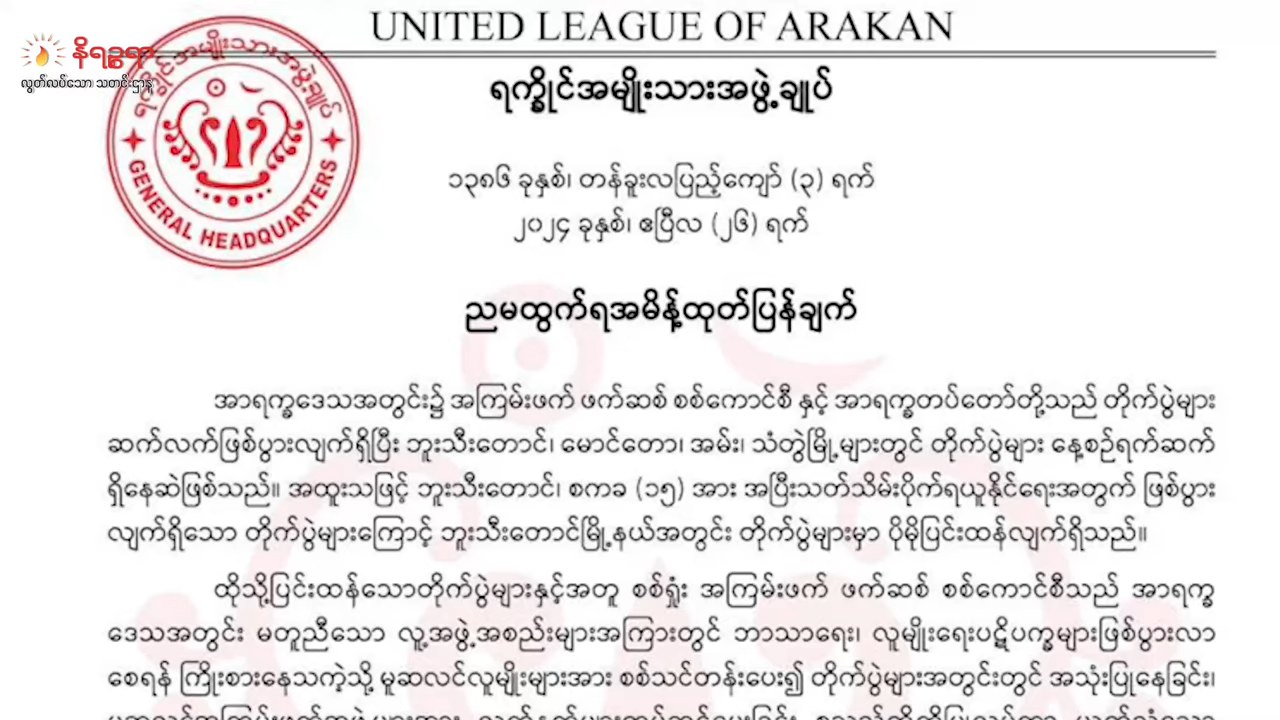 UNITED LEAGUE OF ARAKAN
နိရဉ္စရာ
လွတ်လပ်သော သတင်းဌာန
ရက္ခိုင်အမျိုးသားအဖွဲ့ချုပ်
ရက္ခိုင်အမျိုးသားအဖွဲ့ချုပ်
GENERAL HEADQUARTERS
၁၃၈၆ ခုနှစ်၊ တန်ခူးလပြည့်ကျော် (၃) ရက်
၂၀၂၄ ခုနှစ်၊ ဧပြီလ (၂၆) ရက်
ညမထွက်ရအမိန့်ထုတ်ပြန်ချက်
အာရက္ခဒေသအတွင်း၌ အကြမ်းဖက် ဖက်ဆစ် စစ်ကောင်စီ နှင့် အာရက္ခတပ်တော်တို့သည် တိုက်ပွဲများ
ဆက်လက်ဖြစ်ပွားလျက်ရှိပြီး ဘူးသီးတောင်၊ မောင်တော၊ အမ်း၊ သံတွဲမြို့များတွင် တိုက်ပွဲများ နေ့စဉ်ရက်ဆက်
ရှိနေဆဲဖြစ်သည်။ အထူးသဖြင့် ဘူးသီးတောင်၊ စကခ (၁၅) အား အပြီးသတ်သိမ်းပိုက်ရယူနိုင်ရေးအတွက် ဖြစ်ပွား
လျက်ရှိသော တိုက်ပွဲများကြောင့် ဘူးသီးတောင်မြို့နယ်အတွင်း တိုက်ပွဲများမှာ ပိုမိုပြင်းထန်လျက်ရှိသည်။
ထိုသို့ပြင်းထန်သောတိုက်ပွဲများနှင့်အတူ စစ်ရှုံး အကြမ်းဖက် ဖက်ဆစ် စစ်ကောင်စီသည် အာရက္ခ
ဒေသအတွင်း မတူညီသော လူ့အဖွဲ့အစည်းများအကြားတွင် ဘာသာရေး၊ လူမျိုးရေးပဋိပက္ခများဖြစ်ပွားလာ
စေရန် ကြိုးစားနေသကဲ့သို့ မူဆလင်လူမျိုးများအား စစ်သင်တန်းပေး၍ တိုက်ပွဲများအတွင်းတွင် အသုံးပြုနေခြင်း၊